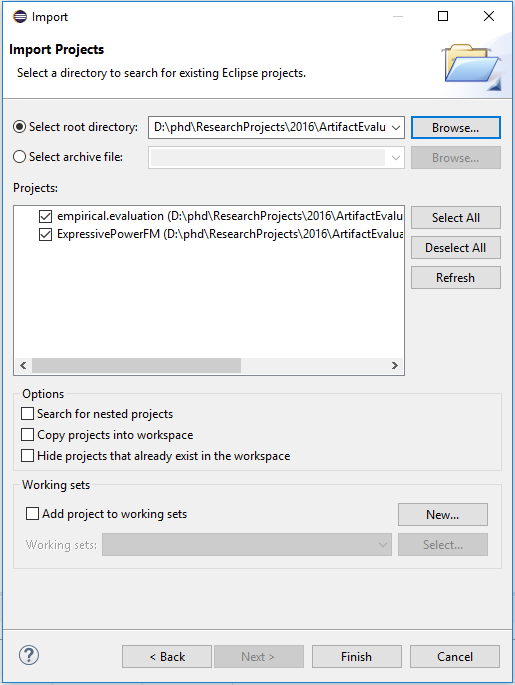 Import
Import Projects
Select a directory to search for existing Eclipse projects.
Select root directory: D:\phd\ResearchProjects\2016\ArtifactEvalu Browse...
Select archive file: Browse...
Projects:
empirical.evaluation (D:\phd\ResearchProjects\2016\ArtifactEvalu Select All
ExpressivePowerFM (D:\phd\ResearchProjects\2016\ArtifactEvalua Deselect All
Refresh
Options
Search for nested projects
Copy projects into workspace
Hide projects that already exist in the workspace
Working sets
Add project to working sets New...
Working sets: Select...
? < Back Next > Finish Cancel